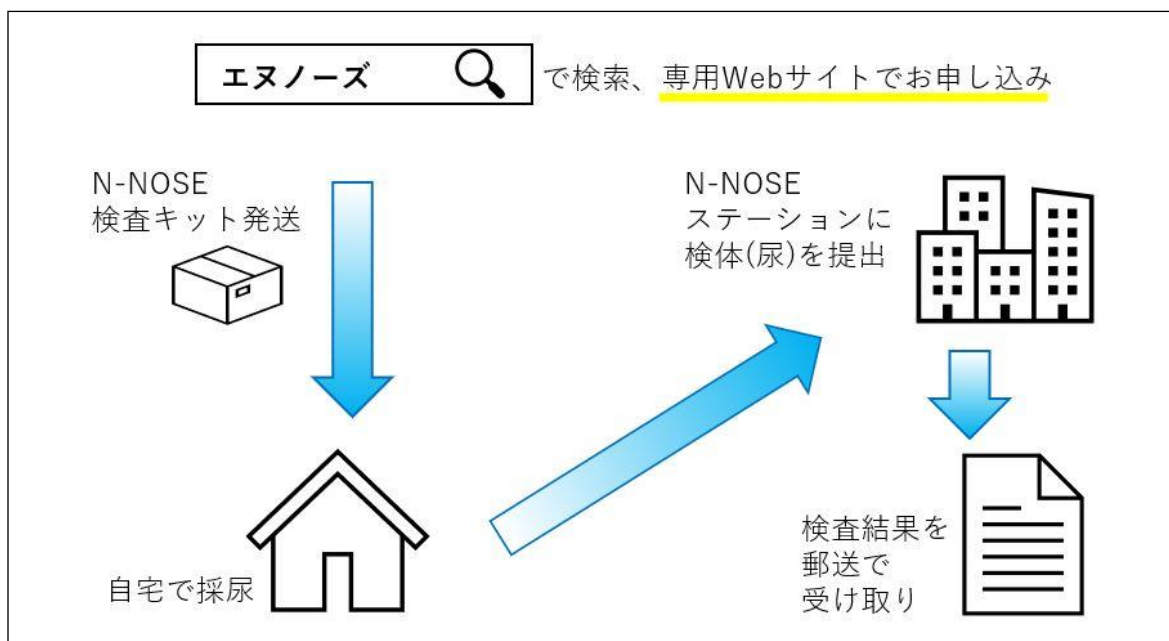 エヌノーズ で検索、専用Webサイトでお申し込み
N-NOSE
検査キット発送
自宅で採尿
N-NOSE
ステーションに
検体(尿)を提出
検査結果を
郵送で
受け取り